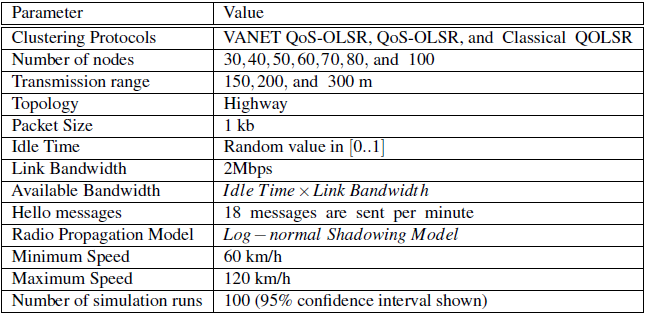 Parameter Value
Clustering Protocols VANET QoS-OLSR, QoS-OLSR, and Classical QOLSR
Number of nodes 30,40,50,60,70,80, and 100
Transmission range 150,200, and 300 m
Topology Highway
Packet Size 1 kb
Idle Time Random value in [0..1]
Link Bandwidth 2Mbps
Available Bandwidth Idle Time × Link Bandwidth
Hello messages 18 messages are sent per minute
Radio Propagation Model Log − normal Shadowing Model
Minimum Speed 60 km/h
Maximum Speed 120 km/h
Number of simulation runs 100 (95% confidence interval shown)